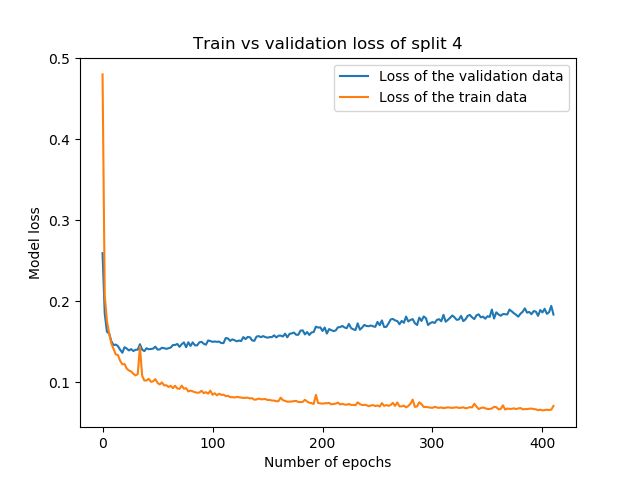 Train vs validation loss of split 4
Loss of the validation data
Loss of the train data
Model loss
0.5
0.4
0.3
0.2
0.1
0 100 200 300 400
Number of epochs